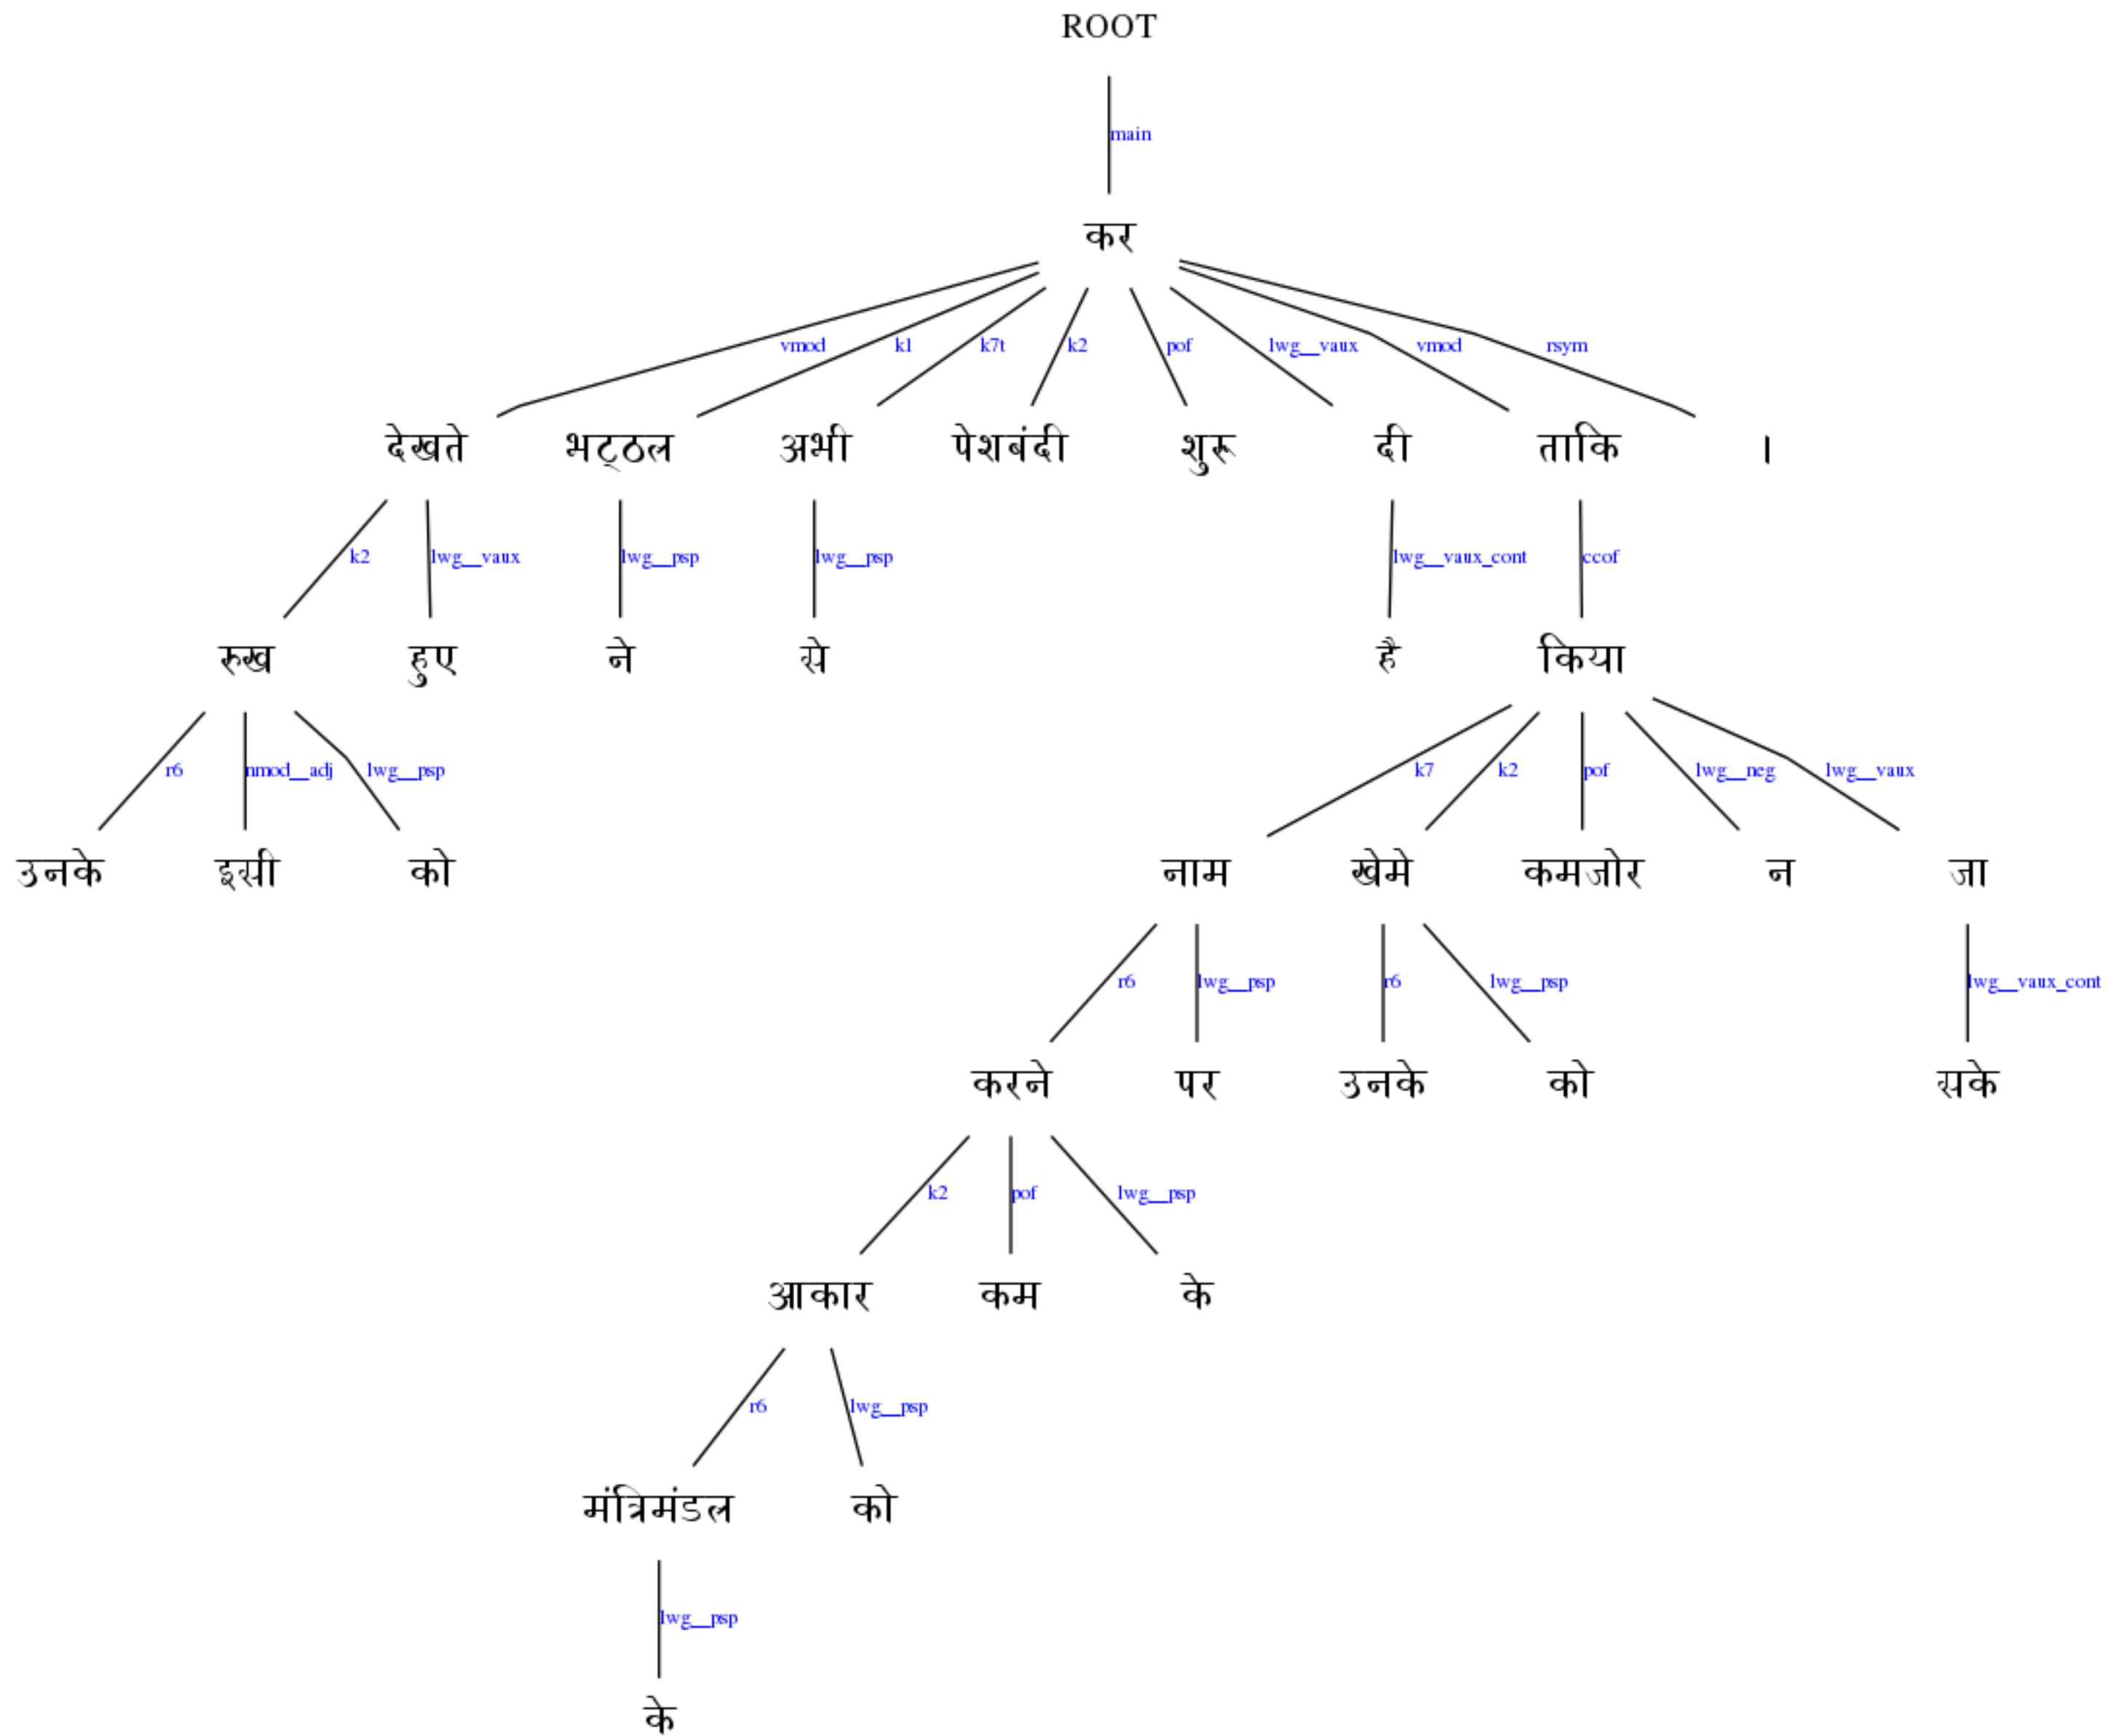 ROOT
main
कर
vmod k1 k7t k2 pof lwg__vaux vmod rsym
देखते भट्ठल अभी पेशबंदी शुरू दी ताकि ।
k2 lwg__vaux lwg__psp lwg__psp lwg__vaux_cont ccof
रुख हुए ने से है किया
r6 nmod__adj lwg__psp k7 k2 pof lwg__neg lwg__vaux
उनके इसी को नाम खेमे कमजोर न जा
r6 lwg__psp r6 lwg__psp lwg__vaux_cont
करने पर उनके को सके
k2 pof lwg__psp
आकार कम के
r6 lwg__psp
मंत्रिमंडल को
lwg__psp
के